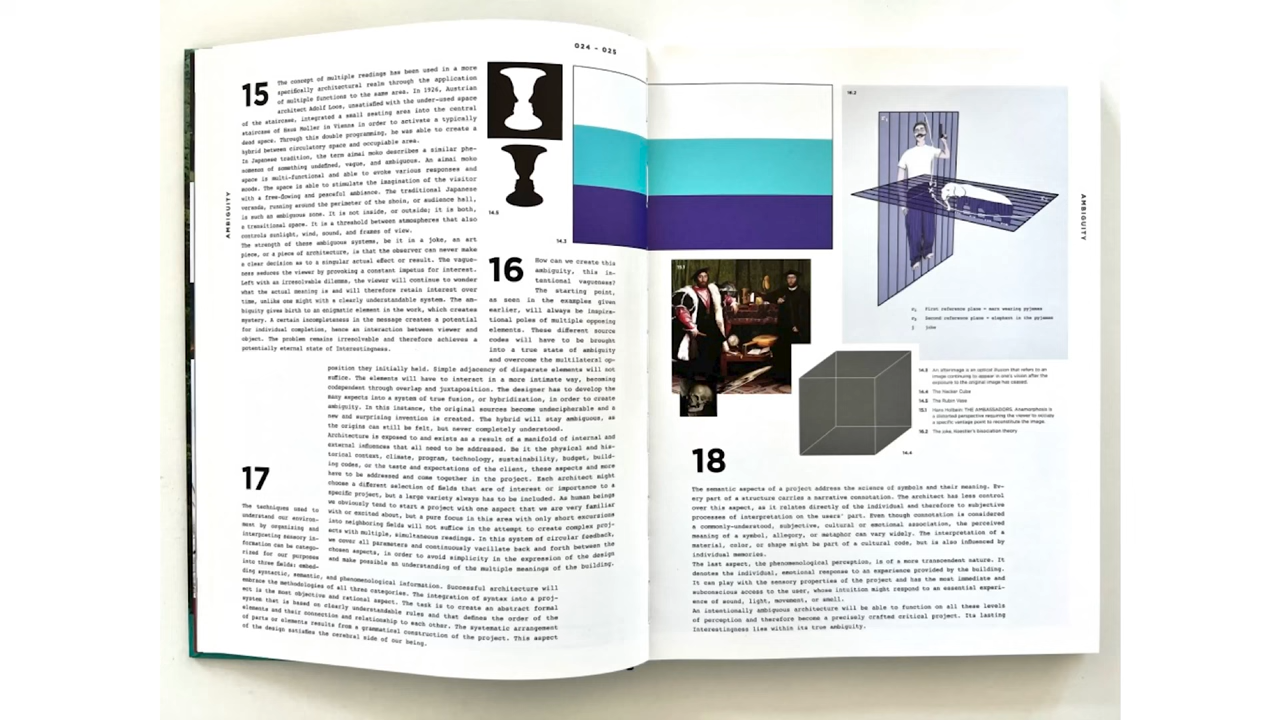 024 – 025
AMBIGUITY
15
The concept of multiple readings has been used in a more
specifically architectural realm through the application
of multiple functions to the same area. In 1926, Austrian
architect Adolf Loos, unsatisfied with the under-used space
of the staircase, integrated a small seating area into the central
staircase of Haus Moller in Vienna in order to activate a typically
dead space. Through this double programming, he was able to create a
hybrid between circulatory space and occupiable area.
In Japanese tradition, the term aimai moko describes a similar phe-
nomenon of something undefined, vague, and ambiguous. An aimai moko
space is multi-functional and able to evoke various responses and
moods. The space is able to stimulate the imagination of the visitor
with a free-flowing and peaceful ambiance. The traditional Japanese
veranda, running around the perimeter of the shoin, or audience hall,
is such an ambiguous zone. It is not inside, or outside; it is both,
a transitional space. It is a threshold between atmospheres that also
controls sunlight, wind, sound, and frames of view.
The strength of these ambiguous systems, be it in a joke, an art
piece, or a piece of architecture, is that the observer can never make
a clear decision as to a singular actual effect or result. The vague-
ness seduces the viewer by provoking a constant impetus for interest.
Left with an irresolvable dilemma, the viewer will continue to wonder
what the actual meaning is and will therefore retain interest over
time, unlike one might with a clearly understandable system. The am-
biguity gives birth to an enigmatic element in the work, which creates
mystery. A certain incompleteness in the message creates a potential
for individual completion, hence an interaction between viewer and
object. The problem remains irresolvable and therefore achieves a
potentially eternal state of Interestingness.
14.5
14.3
16
How can we create this
ambiguity, this in-
tentional vagueness?
The starting point,
as seen in the examples given
earlier, will always be inspira-
tional poles of multiple opposing
elements. These different source
codes will have to be brought
into a true state of ambiguity
and overcome the multilateral op-
position they initially held. Simple adjacency of disparate elements will not
suffice. The elements will have to interact in a more intimate way, becoming
codependent through overlap and juxtaposition. The designer has to develop the
many aspects into a system of true fusion, or hybridization, in order to create
ambiguity. In this instance, the original sources become undecipherable and a
new and surprising invention is created. The hybrid will stay ambiguous, as
the origins can still be felt, but never completely understood.
Architecture is exposed to and exists as a result of a manifold of internal and
external influences that all need to be addressed. Be it the physical and his-
torical context, climate, program, technology, sustainability, budget, build-
ing codes, or the taste and expectations of the client, these aspects and more
have to be addressed and come together in the project. Each architect might
choose a different selection of fields that are of interest or importance to a
specific project, but a large variety always has to be included. As human beings
we obviously tend to start a project with one aspect that we are very familiar
with or excited about, but a pure focus in this area with only short excursions
into neighboring fields will not suffice in the attempt to create complex proj-
ects with multiple, simultaneous readings. In this system of circular feedback,
we cover all parameters and continuously vacillate back and forth between the
chosen aspects, in order to avoid simplicity in the expression of the design
and make possible an understanding of the multiple meanings of the building.
17
The techniques used to
understand our environ-
ment by organizing and
interpreting sensory in-
formation can be catego-
rized for our purposes
into three fields: embed-
ding syntactic, semantic, and phenomenological information. Successful architecture will
embrace the methodologies of all three categories. The integration of syntax into a proj-
ect is the most objective and rational aspect. The task is to create an abstract formal
system that is based on clearly understandable rules and that defines the order of the
elements and their connection and relationship to each other. The systematic arrangement
of parts or elements results from a grammatical construction of the project. This aspect
of the design satisfies the cerebral side of our being.
16.2
First reference plane = mars wearing pyjamas
Second reference plane = elephant in the pyjamas
joke
14.3 An afterimage is an optical illusion that refers to an
image continuing to appear in one's vision after the
exposure to the original image has ceased.
14.4 The Necker Cube
14.5 The Rubin Vase
15.1 Hans Holbein THE AMBASSADORS. Anamorphosis is
a distorted perspective requiring the viewer to occupy
a specific vantage point to reconstitute the image.
16.2 The joke. Koestler's bisociation theory
14.4
AMBIGUITY
18
The semantic aspects of a project address the science of symbols and their meaning. Ev-
ery part of a structure carries a narrative connotation. The architect has less control
over this aspect, as it relates directly of the individual and therefore to subjective
processes of interpretation on the users' part. Even though connotation is considered
a commonly-understood, subjective, cultural or emotional association, the perceived
meaning of a symbol, allegory, or metaphor can vary widely. The interpretation of a
material, color, or shape might be part of a cultural code, but is also influenced by
individual memories.
The last aspect, the phenomenological perception, is of a more transcendent nature. It
denotes the individual, emotional response to an experience provided by the building.
It can play with the sensory properties of the project and has the most immediate and
subconscious access to the user, whose intuition might respond to an essential experi-
ence of sound, light, movement, or smell.
An intentionally ambiguous architecture will be able to function on all these levels
of perception and therefore become a precisely crafted critical project. Its lasting
Interestingness lies within its true ambiguity.